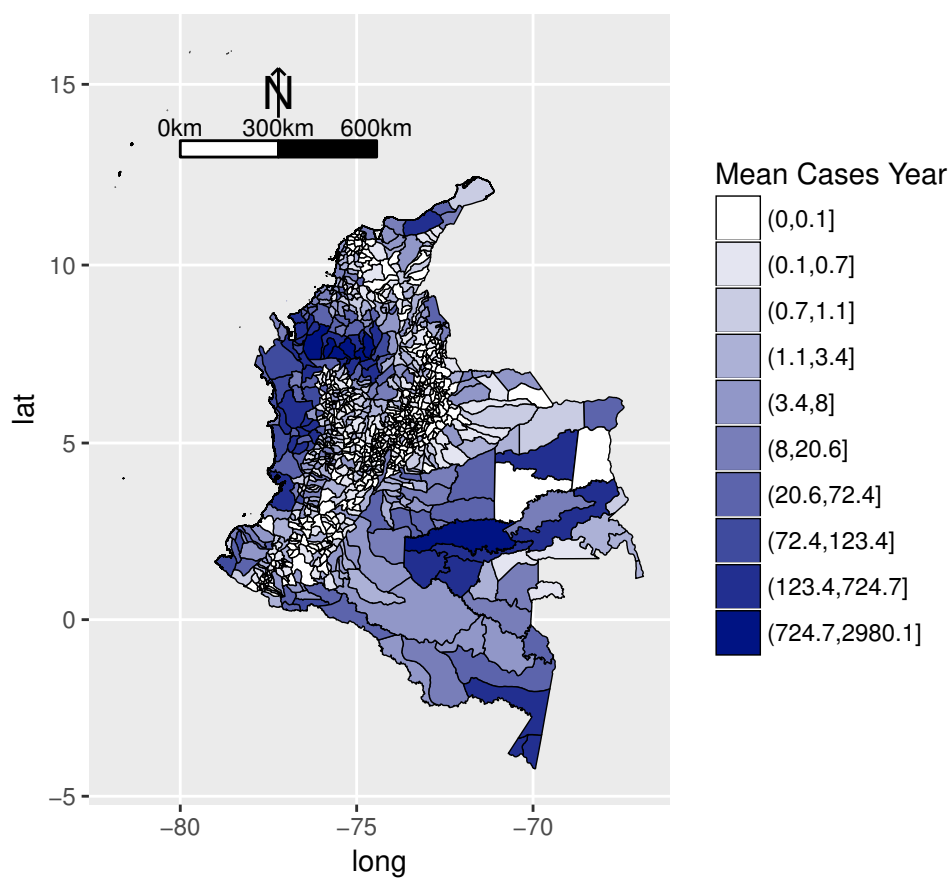 15
10
5
0
−5
lat
−80 −75 −70
long
N
0km 300km 600km
Mean Cases Year
(0,0.1]
(0.1,0.7]
(0.7,1.1]
(1.1,3.4]
(3.4,8]
(8,20.6]
(20.6,72.4]
(72.4,123.4]
(123.4,724.7]
(724.7,2980.1]